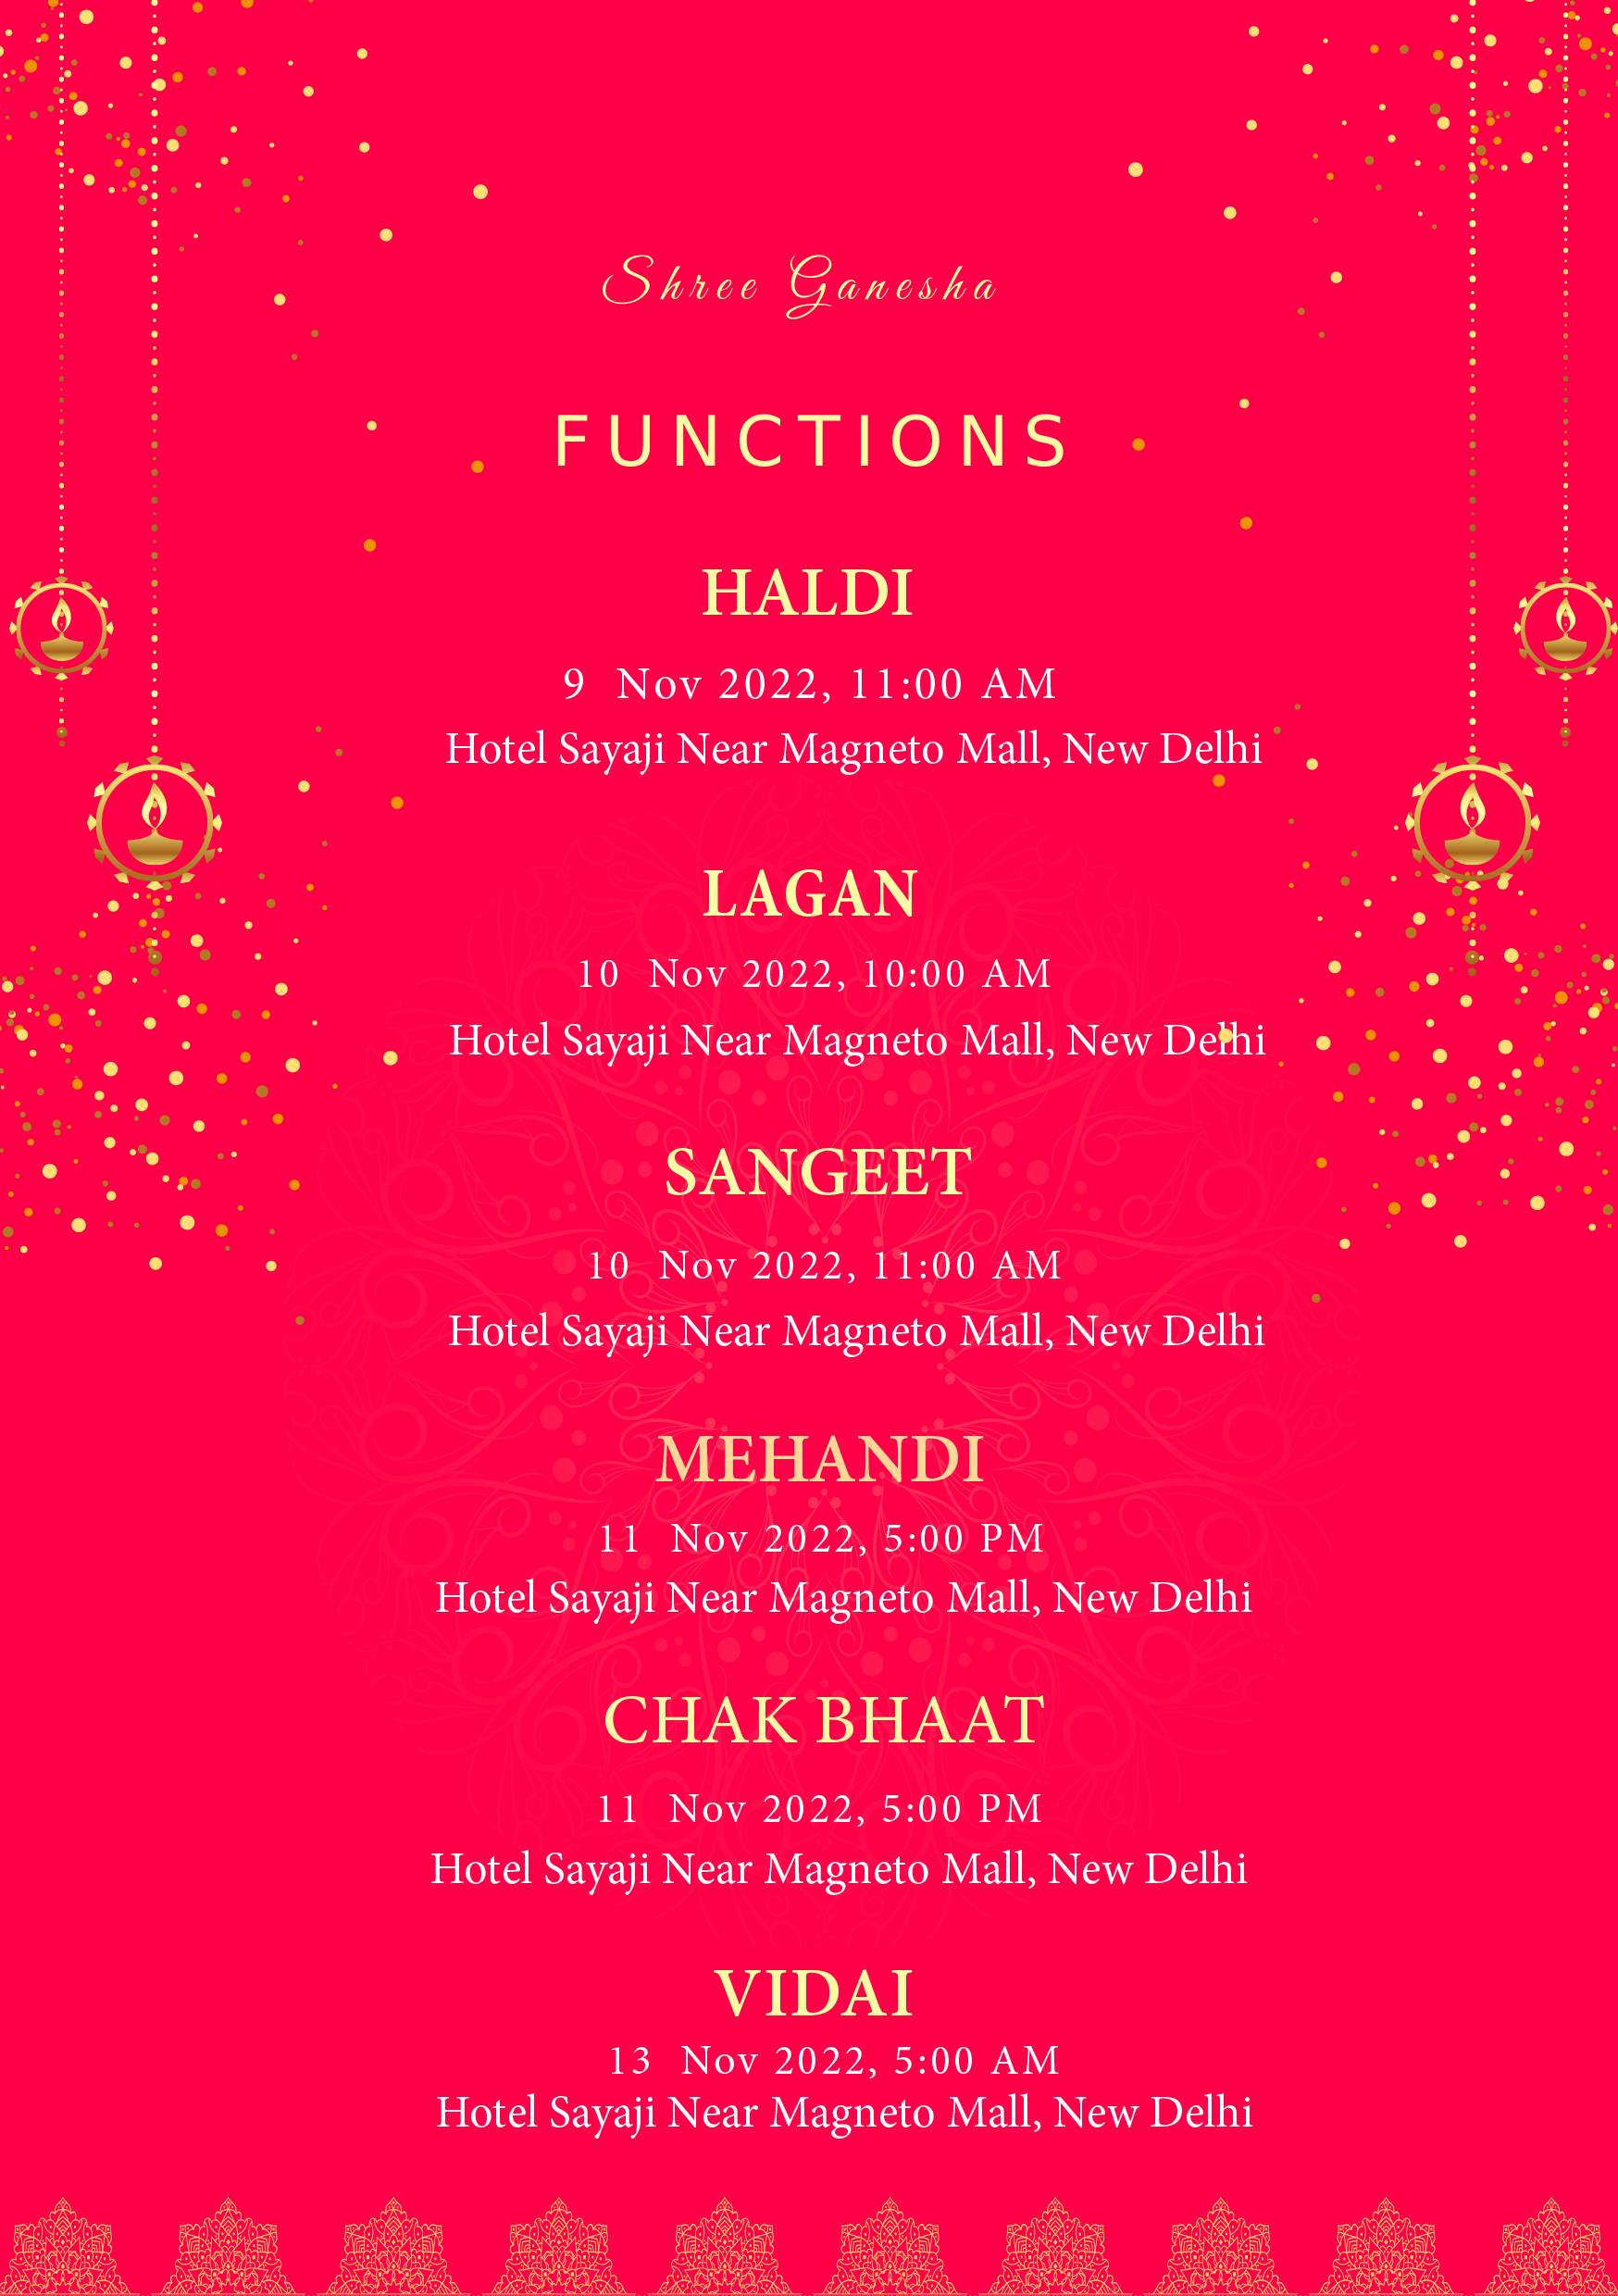 Shree Ganesha
FUNCTIONS
HALDI
9 Nov 2022, 11:00 AM
Hotel Sayaji Near Magneto Mall, New Delhi
LAGAN
10 Nov 2022, 10:00 AM
Hotel Sayaji Near Magneto Mall, New Delhi
SANGEET
10 Nov 2022, 11:00 AM
Hotel Sayaji Near Magneto Mall, New Delhi
MEHANDI
11 Nov 2022, 5:00 PM
Hotel Sayaji Near Magneto Mall, New Delhi
CHAK BHAAT
11 Nov 2022, 5:00 PM
Hotel Sayaji Near Magneto Mall, New Delhi
VIDAI
13 Nov 2022, 5:00 AM
Hotel Sayaji Near Magneto Mall, New Delhi